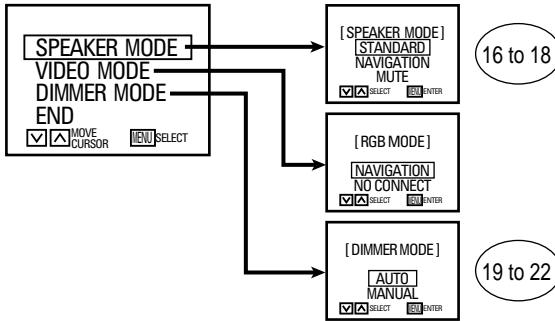 SPEAKER MODE
VIDEO MODE
DIMMER MODE
END
MOVE
CURSOR
MENU SELECT
[ SPEAKER MODE ]
STANDARD
NAVIGATION
MUTE
SELECT MENU ENTER
16 to 18
[ RGB MODE ]
NAVIGATION
NO CONNECT
SELECT MENU ENTER
[ DIMMER MODE ]
AUTO
MANUAL
SELECT MENU ENTER
19 to 22